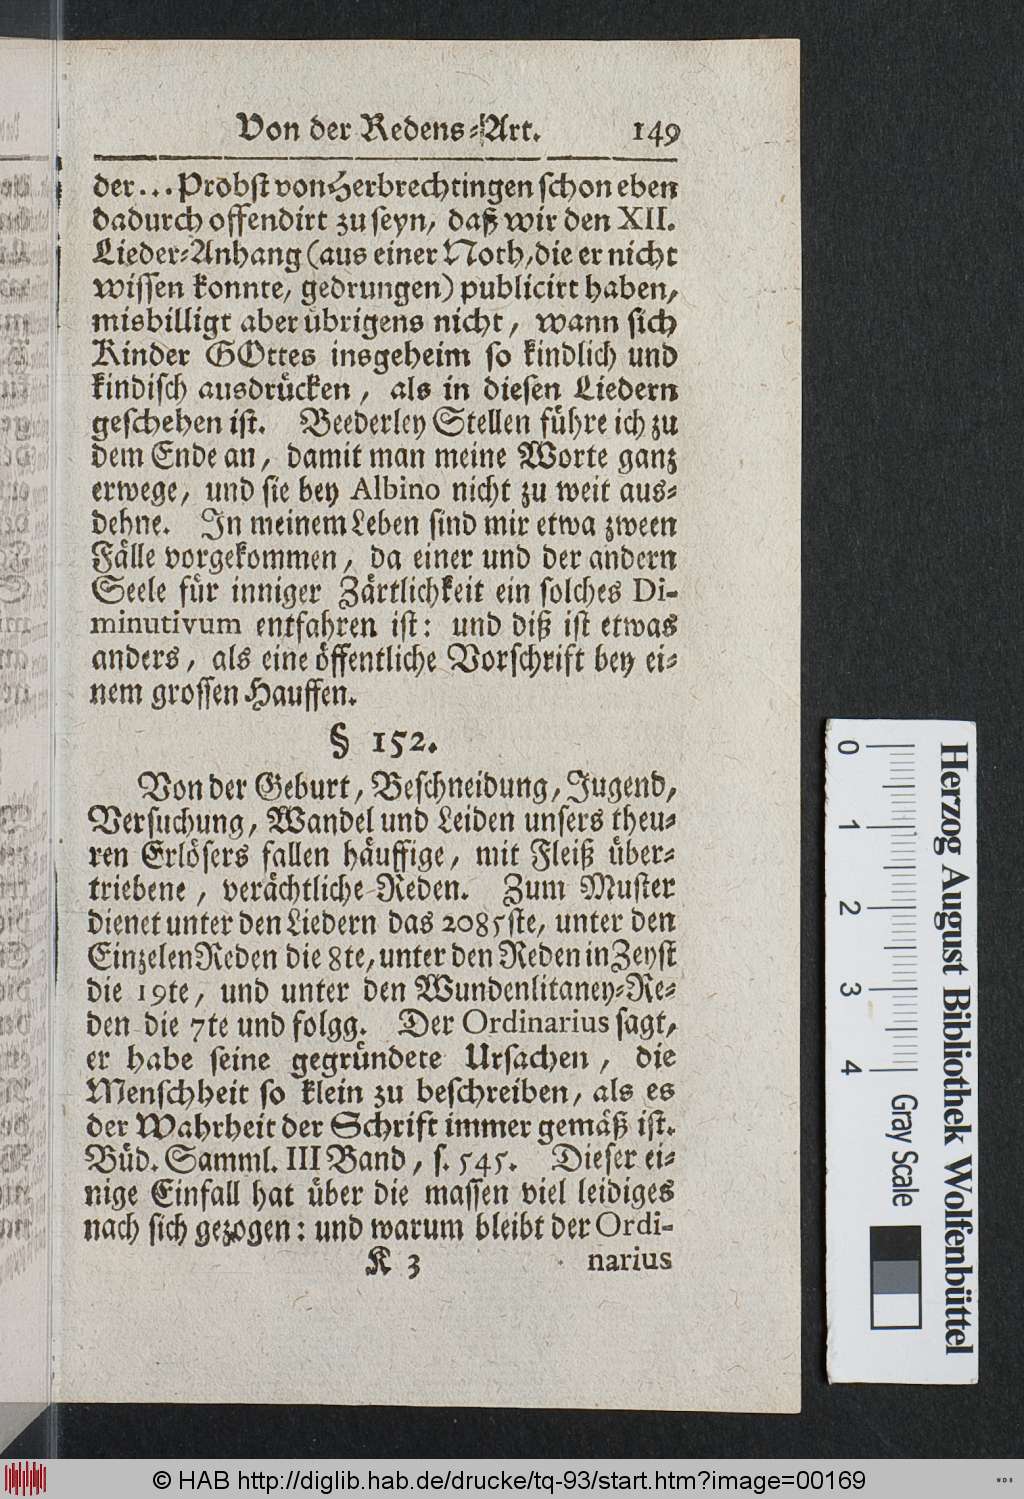 Von der Redens-Art. 149
der... Probst von Herbrechtingen schon eben
dadurch offendirt zu seyn, daß wir den XII.
Lieder-Anhang (aus einer Noth, die er nicht
wissen konnte, gedrungen) publicirt haben,
misbilligt aber übrigens nicht, wann sich
Kinder GOttes insgeheim so kindlich und
kindisch ausdrücken, als in diesen Liedern
geschehen ist. Beederley Stellen führe ich zu
dem Ende an, damit man meine Worte ganz
erwege, und sie bey Albino nicht zu weit aus-
dehne. In meinem Leben sind mir etwa zween
Fälle vorgekommen, da einer und der andern
Seele für inniger Zärtlichkeit ein solches Di-
minutivum entfahren ist: und diß ist etwas
anders, als eine öffentliche Vorschrift bey ei-
nem grossen Hauffen.
§ 152.
Von der Geburt, Beschneidung, Jugend,
Versuchung, Wandel und Leiden unsers theu-
ren Erlösers fallen häuffige, mit Fleiß über-
triebene, verächtliche Reden. Zum Muster
dienet unter den Liedern das 2085ste, unter den
Einzelen Reden die 8te, unter den Reden in Zeyst
die 19te, und unter den Wundenlitaney-Re-
den die 7te und folgg. Der Ordinarius sagt,
er habe seine gegründete Ursachen, die
Menschheit so klein zu beschreiben, als es
der Wahrheit der Schrift immer gemäß ist.
Büd. Samml. III Band, s. 545. Dieser ei-
nige Einfall hat über die massen viel leidiges
nach sich gezogen: und warum bleibt der Ordi-
K 3 narius
0 1 2 3 4 Gray Scale
Herzog August Bibliothek Wolfenbüttel
© HAB http://diglib.hab.de/drucke/tq-93/start.htm?image=00169